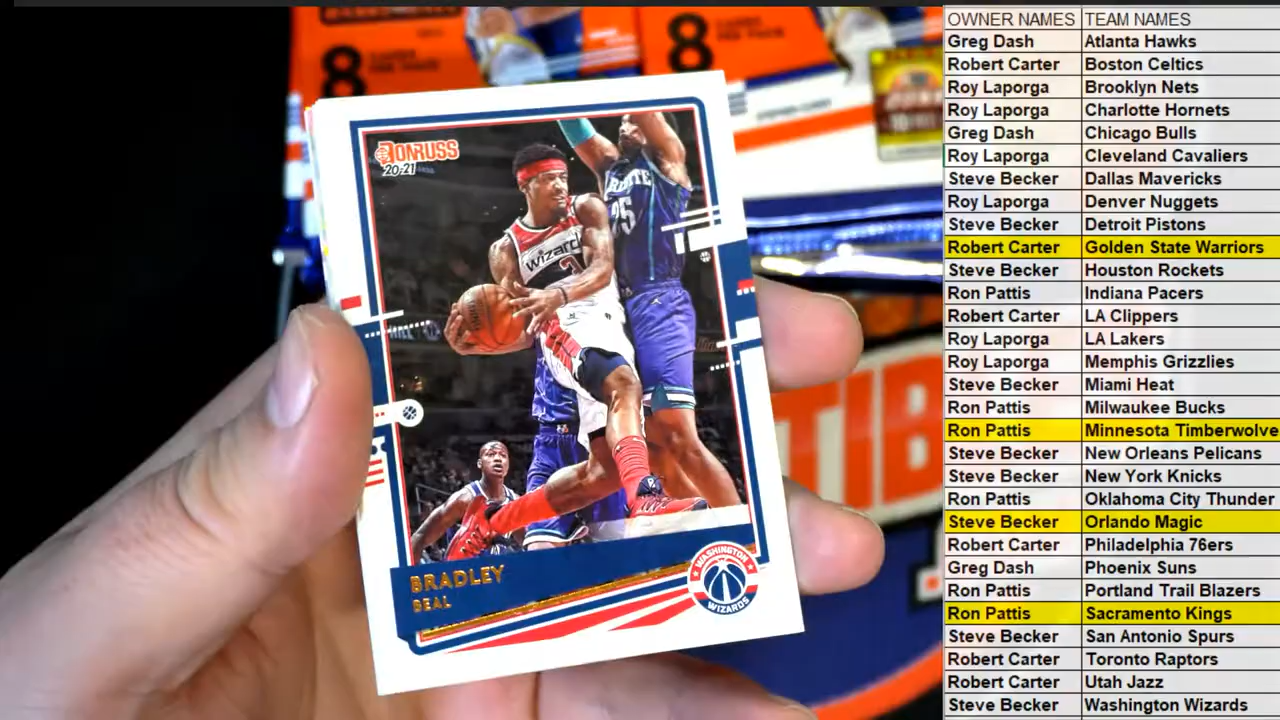 8
8
DONRUSS
20-21
WIZARDS
25
BRADLEY
BEAL
WASHINGTON
WIZARDS
OWNER NAMES TEAM NAMES
Greg Dash Atlanta Hawks
Robert Carter Boston Celtics
Roy Laporga Brooklyn Nets
Roy Laporga Charlotte Hornets
Greg Dash Chicago Bulls
Roy Laporga Cleveland Cavaliers
Steve Becker Dallas Mavericks
Roy Laporga Denver Nuggets
Steve Becker Detroit Pistons
Robert Carter Golden State Warriors
Steve Becker Houston Rockets
Ron Pattis Indiana Pacers
Robert Carter LA Clippers
Roy Laporga LA Lakers
Roy Laporga Memphis Grizzlies
Steve Becker Miami Heat
Ron Pattis Milwaukee Bucks
Ron Pattis Minnesota Timberwolve
Steve Becker New Orleans Pelicans
Steve Becker New York Knicks
Ron Pattis Oklahoma City Thunder
Steve Becker Orlando Magic
Robert Carter Philadelphia 76ers
Greg Dash Phoenix Suns
Ron Pattis Portland Trail Blazers
Ron Pattis Sacramento Kings
Steve Becker San Antonio Spurs
Robert Carter Toronto Raptors
Robert Carter Utah Jazz
Steve Becker Washington Wizards